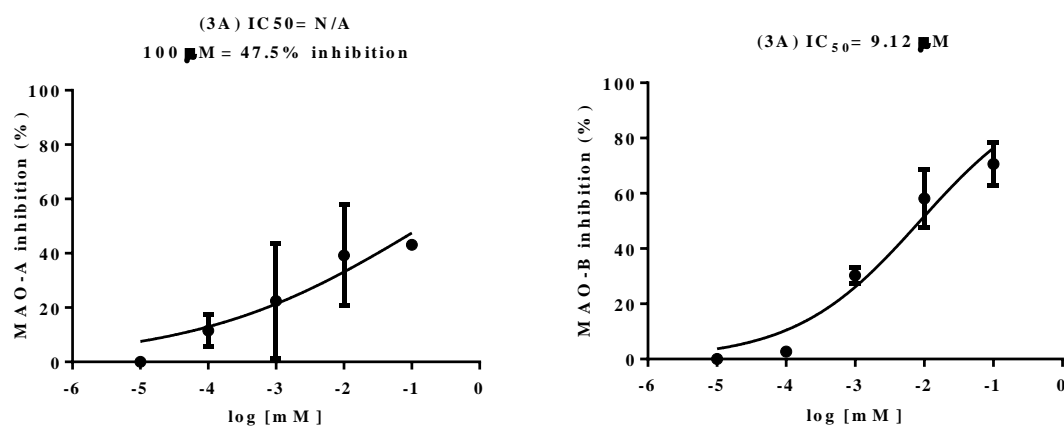 (3A) IC50= N/A
100 μM = 47.5% inhibition
MAO-A inhibition (%)
100
80
60
40
20
0
-6 -5 -4 -3 -2 -1 0
log [mM]
(3A) IC50= 9.12 μM
MAO-B inhibition (%)
100
80
60
40
20
0
-6 -5 -4 -3 -2 -1 0
log [mM]